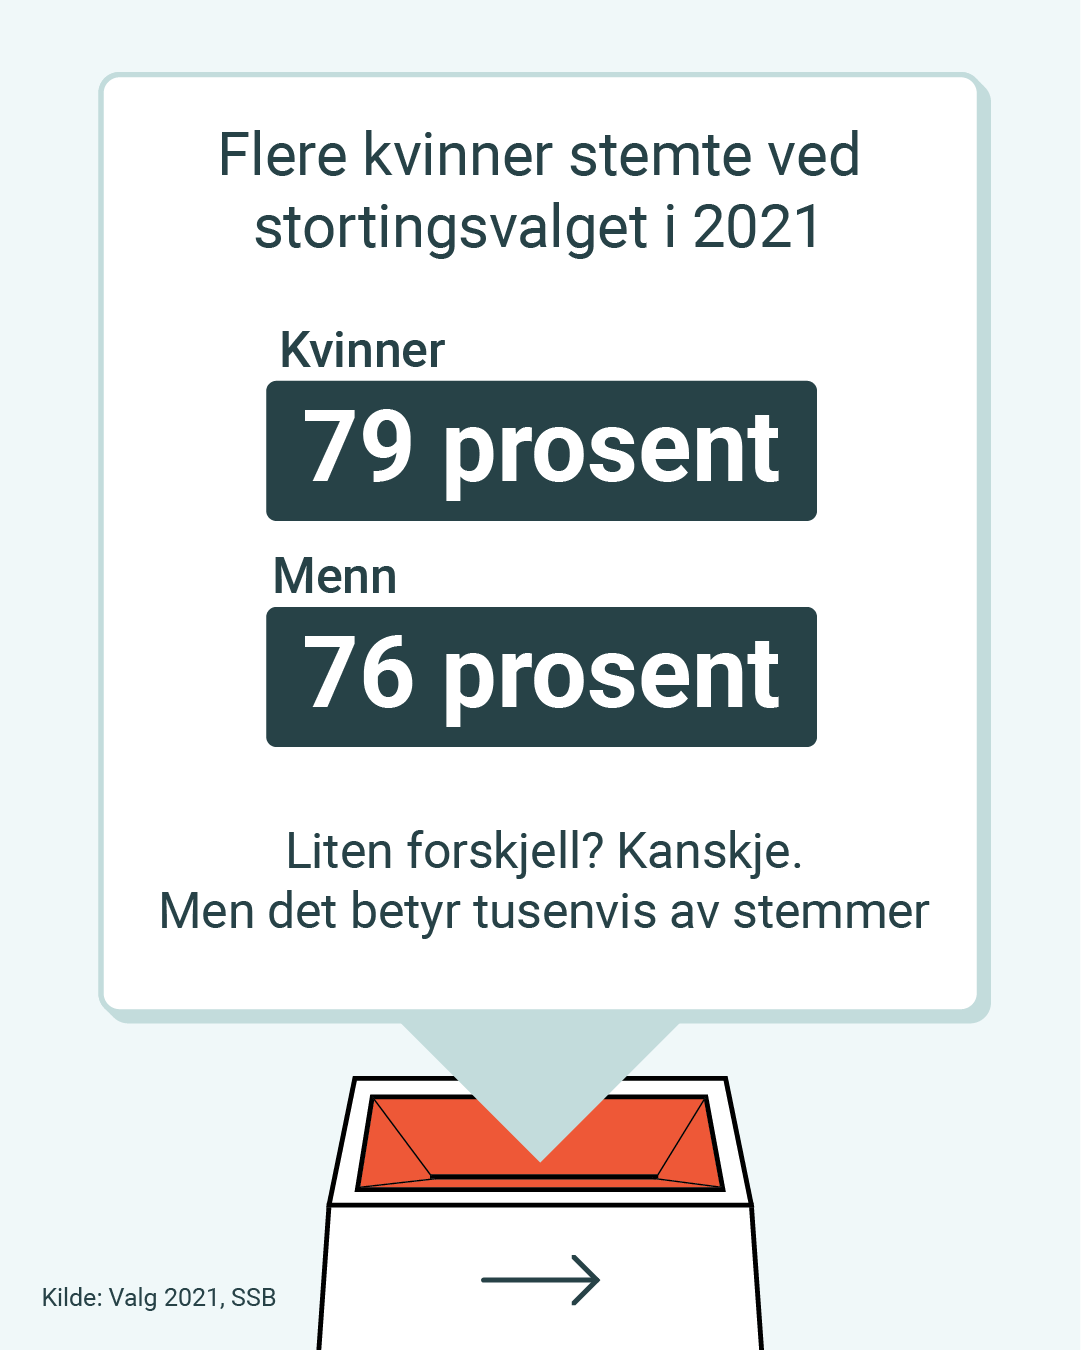 Flere kvinner stemte ved
stortingsvalget i 2021
Kvinner
79 prosent
Menn
76 prosent
Liten forskjell? Kanskje.
Men det betyr tusenvis av stemmer
Kilde: Valg 2021, SSB